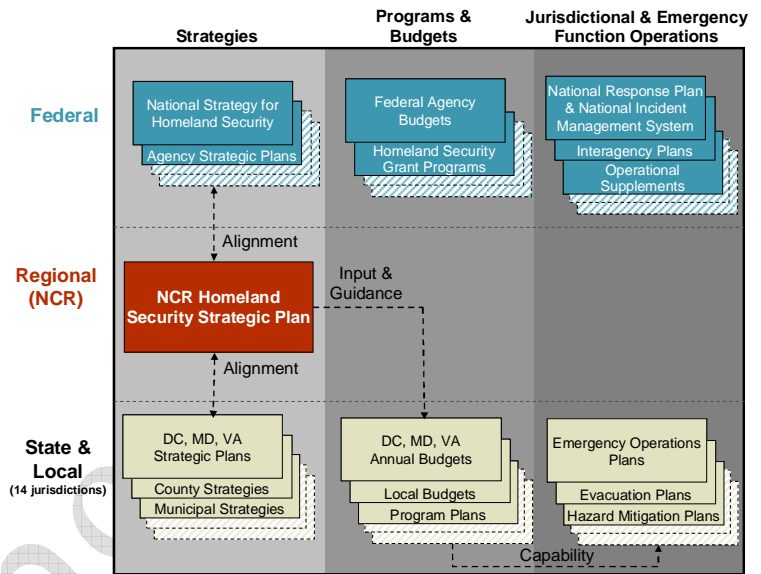 Strategies
Programs &
Budgets
Jurisdictional & Emergency
Function Operations
Federal
National Strategy for
Homeland Security
Agency Strategic Plans
Federal Agency
Budgets
Homeland Security
Grant Programs
National Response Plan
& National Incident
Management System
Interagency Plans
Operational
Supplements
Alignment
Regional
(NCR)
NCR Homeland
Security Strategic Plan
Input &
Guidance
Alignment
State &
Local
(14 jurisdictions)
DC, MD, VA
Strategic Plans
County Strategies
Municipal Strategies
DC, MD, VA
Annual Budgets
Local Budgets
Program Plans
Emergency Operations
Plans
Evacuation Plans
Hazard Mitigation Plans
Capability